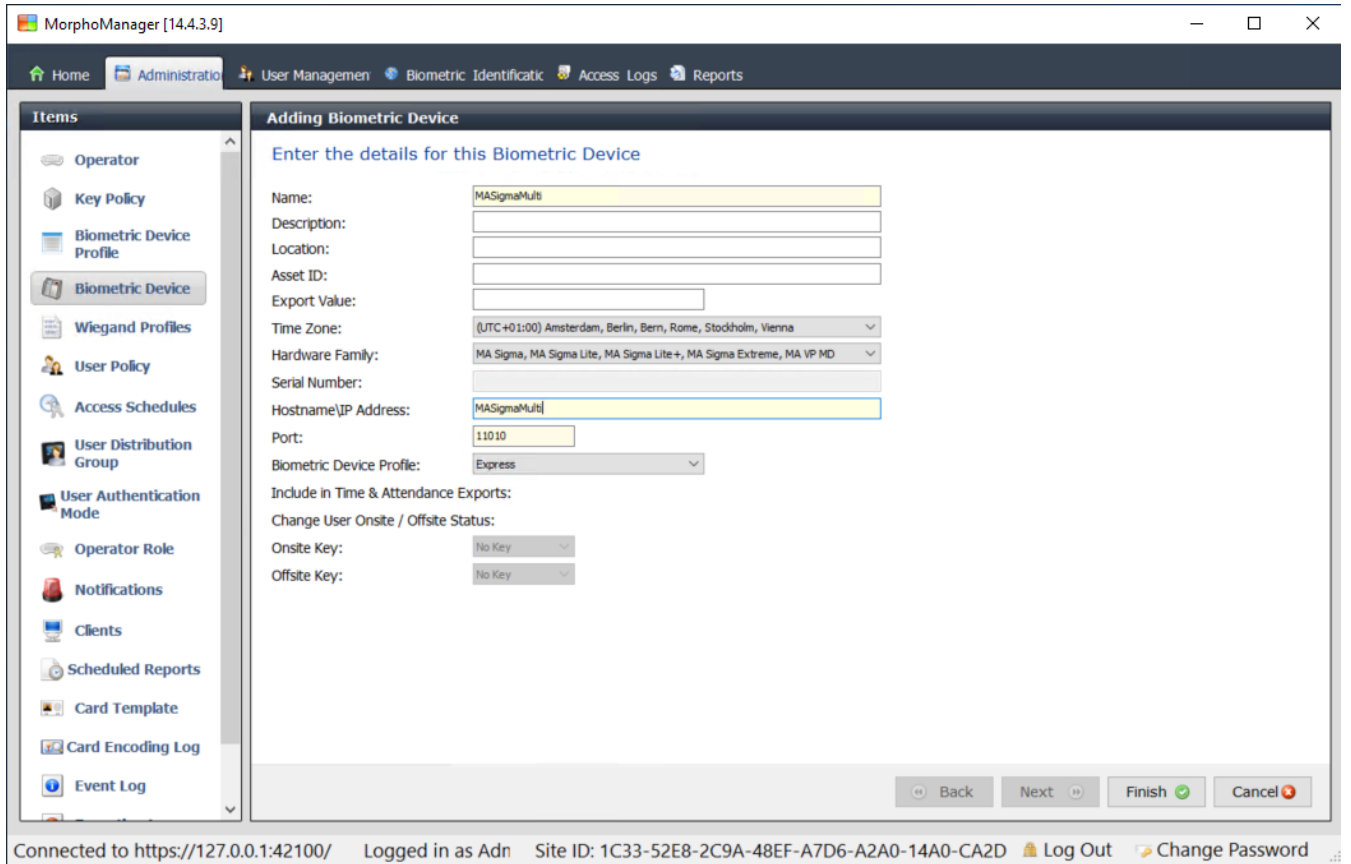 MorphoManager [14.4.3.9]
Home Administratio User Managemen Biometric Identificatic Access Logs Reports
Items
Operator
Key Policy
Biometric Device
Profile
Biometric Device
Wiegand Profiles
User Policy
Access Schedules
User Distribution
Group
User Authentication
Mode
Operator Role
Notifications
Clients
Scheduled Reports
Card Template
Card Encoding Log
Event Log
Adding Biometric Device
Enter the details for this Biometric Device
Name: MASigmaMulti
Description:
Location:
Asset ID:
Export Value:
Time Zone: (UTC+01:00) Amsterdam, Berlin, Bern, Rome, Stockholm, Vienna
Hardware Family: MA Sigma, MA Sigma Lite, MA Sigma Lite+, MA Sigma Extreme, MA VP MD
Serial Number:
Hostname\IP Address: MASigmaMulti
Port: 11010
Biometric Device Profile: Express
Include in Time & Attendance Exports:
Change User Onsite / Offsite Status:
Onsite Key: No Key
Offsite Key: No Key
Back Next Finish Cancel
Connected to https://127.0.0.1:42100/ Logged in as Adn Site ID: 1C33-52E8-2C9A-48EF-A7D6-A2A0-14A0-CA2D Log Out Change Password